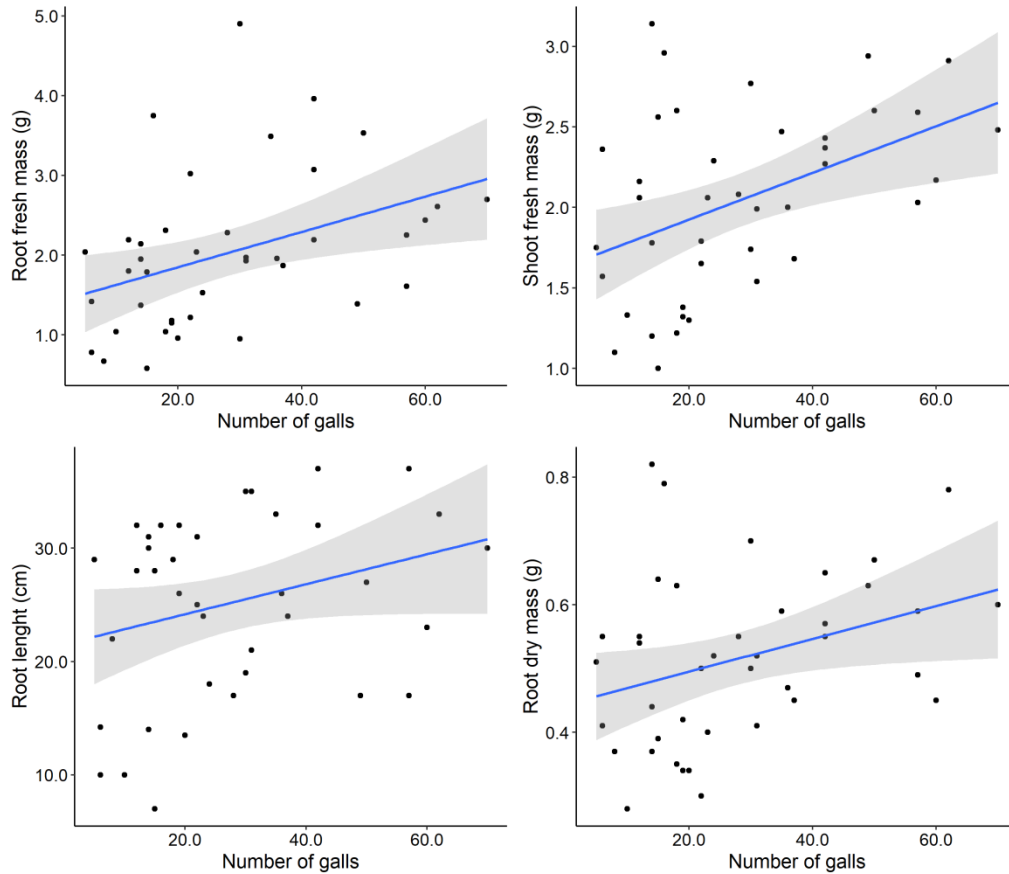 Root fresh mass (g)
5.0
4.0
3.0
2.0
1.0
20.0 40.0 60.0
Number of galls
Shoot fresh mass (g)
3.0
2.5
2.0
1.5
1.0
20.0 40.0 60.0
Number of galls
Root lenght (cm)
30.0
20.0
10.0
20.0 40.0 60.0
Number of galls
Root dry mass (g)
0.8
0.6
0.4
20.0 40.0 60.0
Number of galls